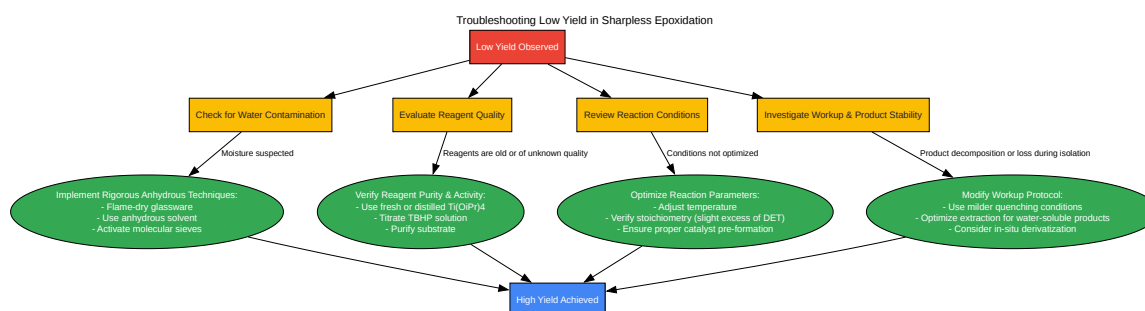 Troubleshooting Low Yield in Sharpless Epoxidation
Low Yield Observed
Check for Water Contamination
Evaluate Reagent Quality
Review Reaction Conditions
Investigate Workup & Product Stability
Moisture suspected
Reagents are old or of unknown quality
Conditions not optimized
Product decomposition or loss during isolation
Implement Rigorous Anhydrous Techniques:
- Flame-dry glassware
- Use anhydrous solvent
- Activate molecular sieves
Verify Reagent Purity & Activity:
- Use fresh or distilled Ti(OiPr)4
- Titrate TBHP solution
- Purify substrate
Optimize Reaction Parameters:
- Adjust temperature
- Verify stoichiometry (slight excess of DET)
- Ensure proper catalyst pre-formation
Modify Workup Protocol:
- Use milder quenching conditions
- Optimize extraction for water-soluble products
- Consider in-situ derivatization
High Yield Achieved